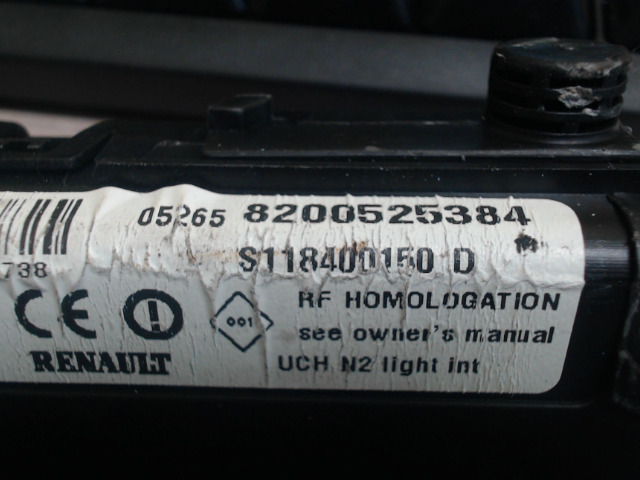 05265 8200525384
S118400150 D
738
CE
001
RF HOMOLOGATION
see owner's manual
RENAULT
UCH N2 light int